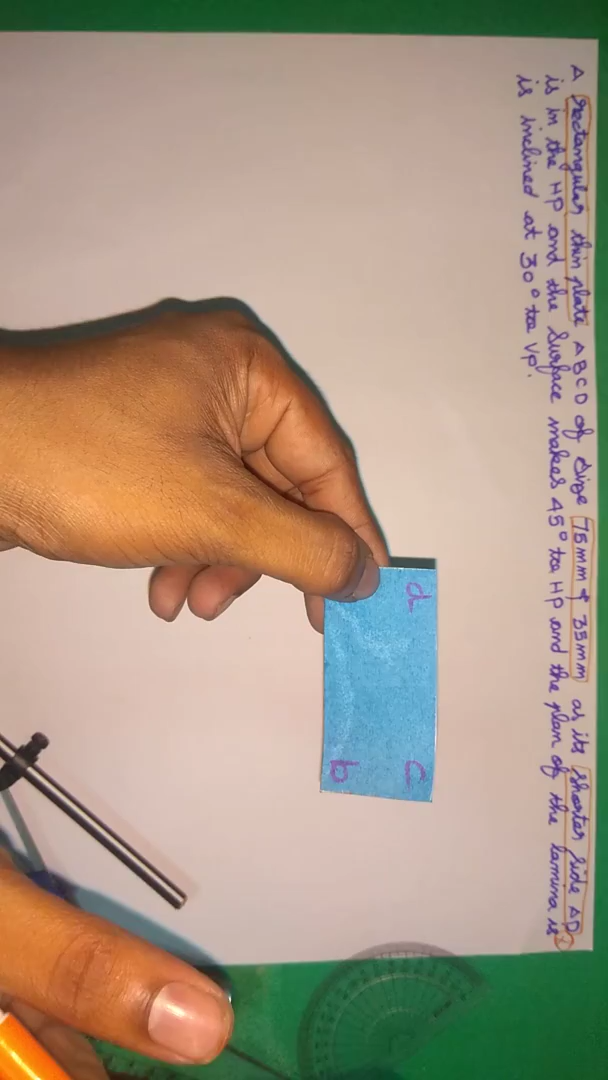 A rectangular thin plate ABCD of size 75mm & 35mm as its shorter side AD
is in the HP and the surface makes 45° to HP and the plan of the lamina is
is inclined at 30° to VP.
d
c
b